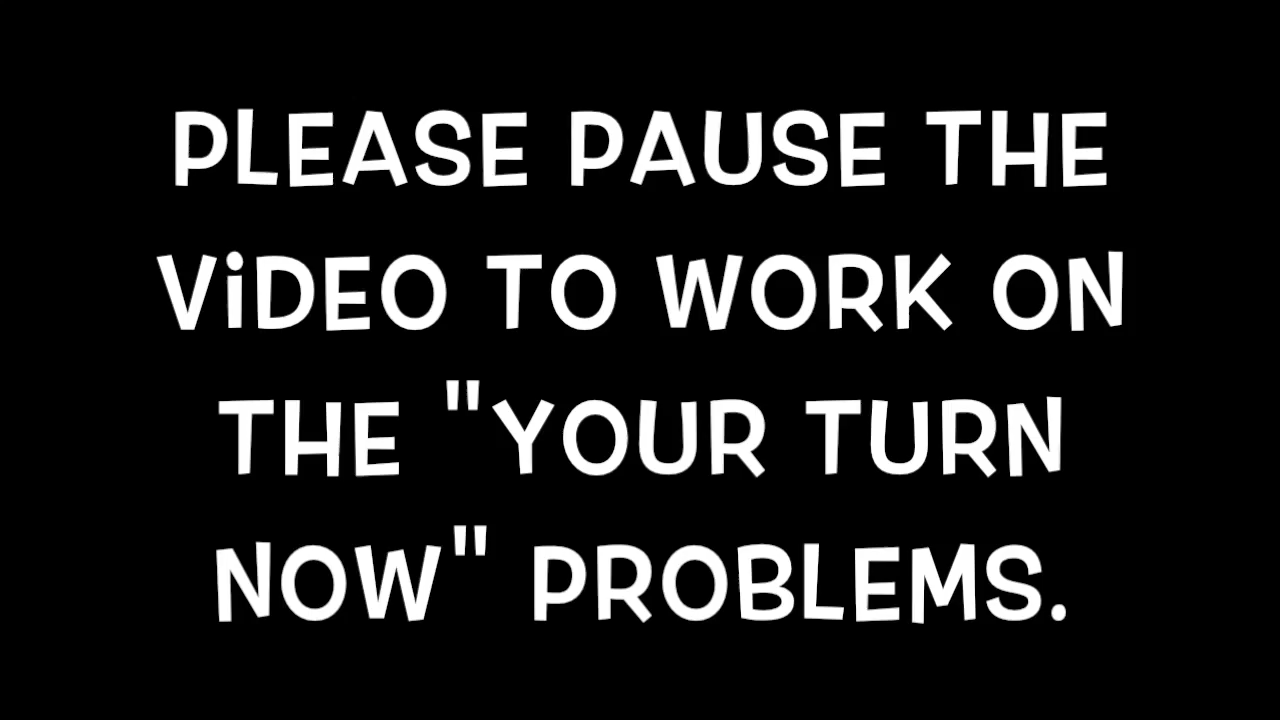 PLEASE PAUSE THE
ViDEO TO WORK ON
THE "YOUR TURN
NOW" PROBLEMS.